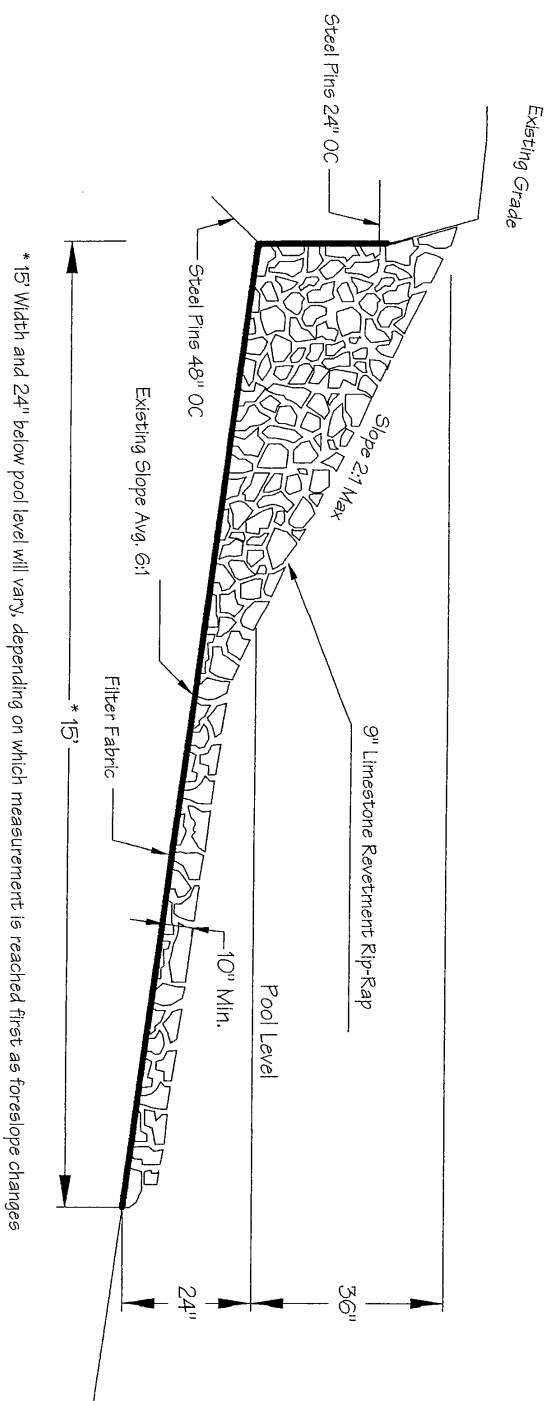 Existing Grade
Steel Pins 24" OC
Slope 2:1 Max
9" Limestone Revetment Rip-Rap
36"
Pool Level
Steel Pins 48" OC
Existing Slope Avg. 6:1
Filter Fabric
10" Min.
24"
* 15'
* 15' Width and 24" below pool level will vary, depending on which measurement is reached first as foreslope changes